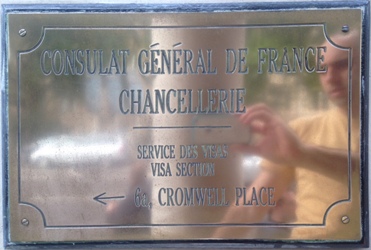 CONSULAT GÉNÉRAL DE FRANCE
CHANCELLERIE
SERVICE DES VISAS
VISA SECTION
← 6a, CROMWELL PLACE